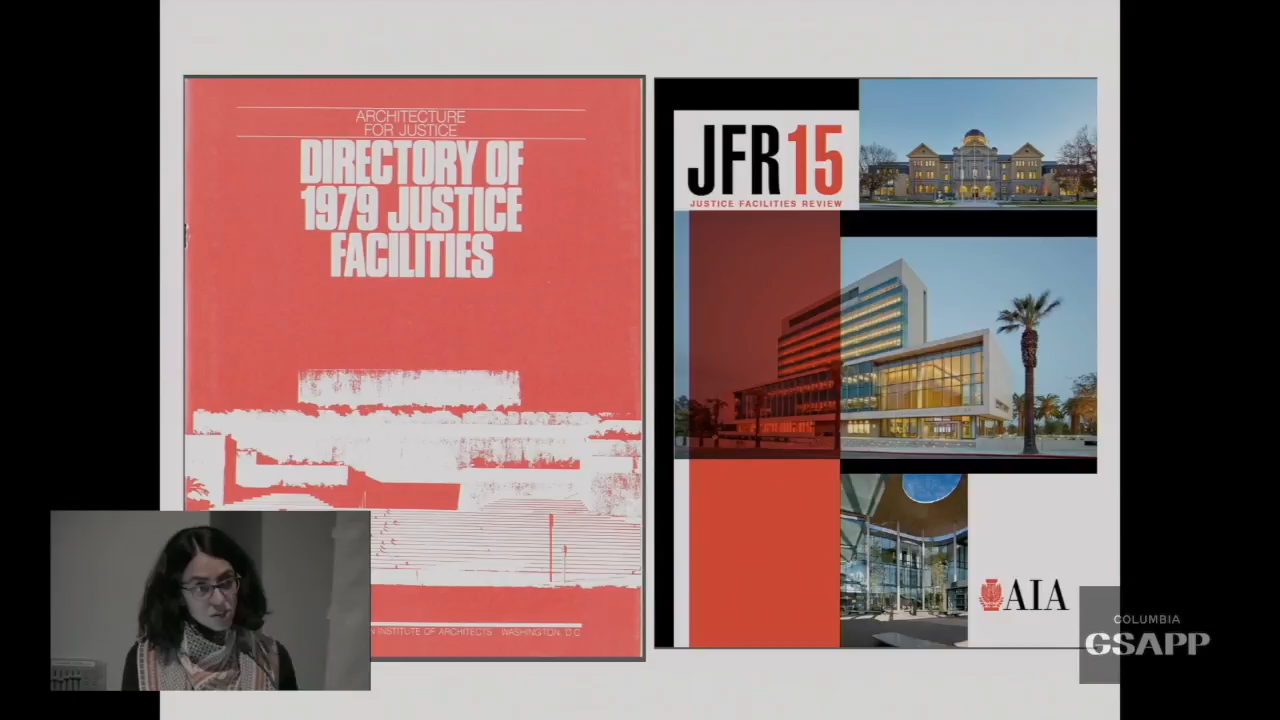 ARCHITECTURE
FOR JUSTICE
DIRECTORY OF
1979 JUSTICE
FACILITIES
INSTITUTE OF ARCHITECTS WASHINGTON, D.C.
JFR15
JUSTICE FACILITIES REVIEW
AIA
COLUMBIA
GSAPP